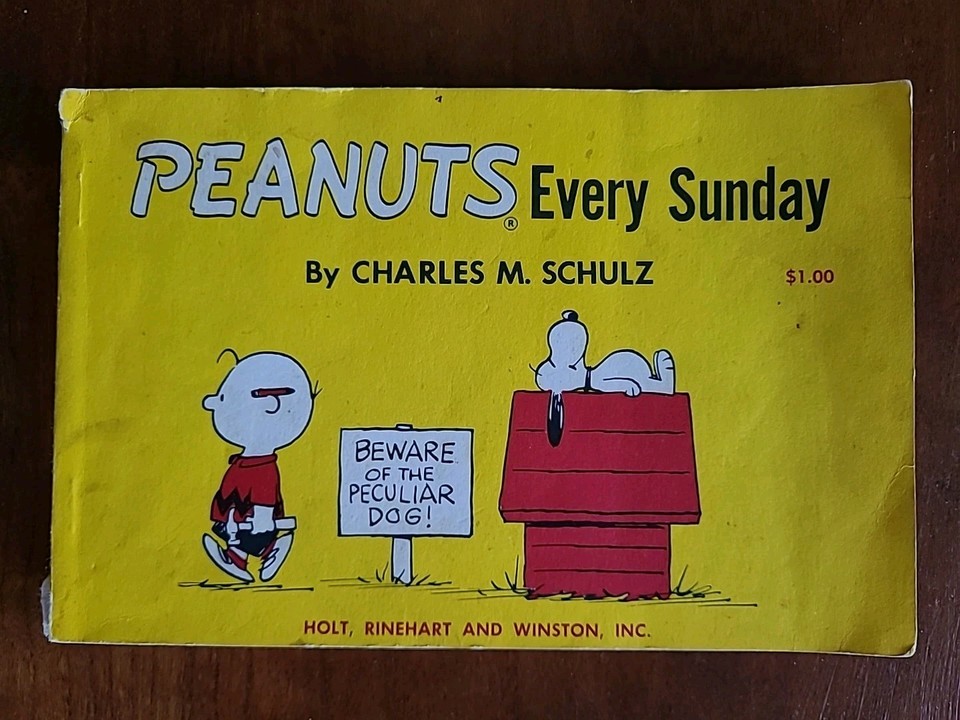 PEANUTS® Every Sunday
By CHARLES M. SCHULZ
$1.00
BEWARE
OF THE
PECULIAR
DOG!
HOLT, RINEHART AND WINSTON, INC.